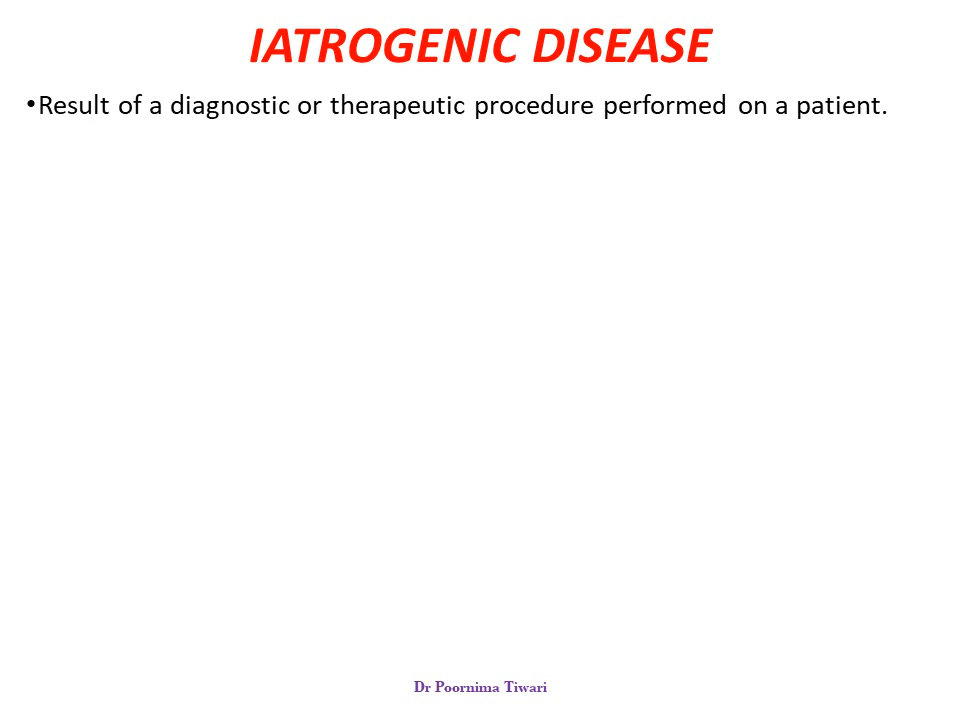 IATROGENIC DISEASE
•Result of a diagnostic or therapeutic procedure performed on a patient.
Dr Poornima Tiwari